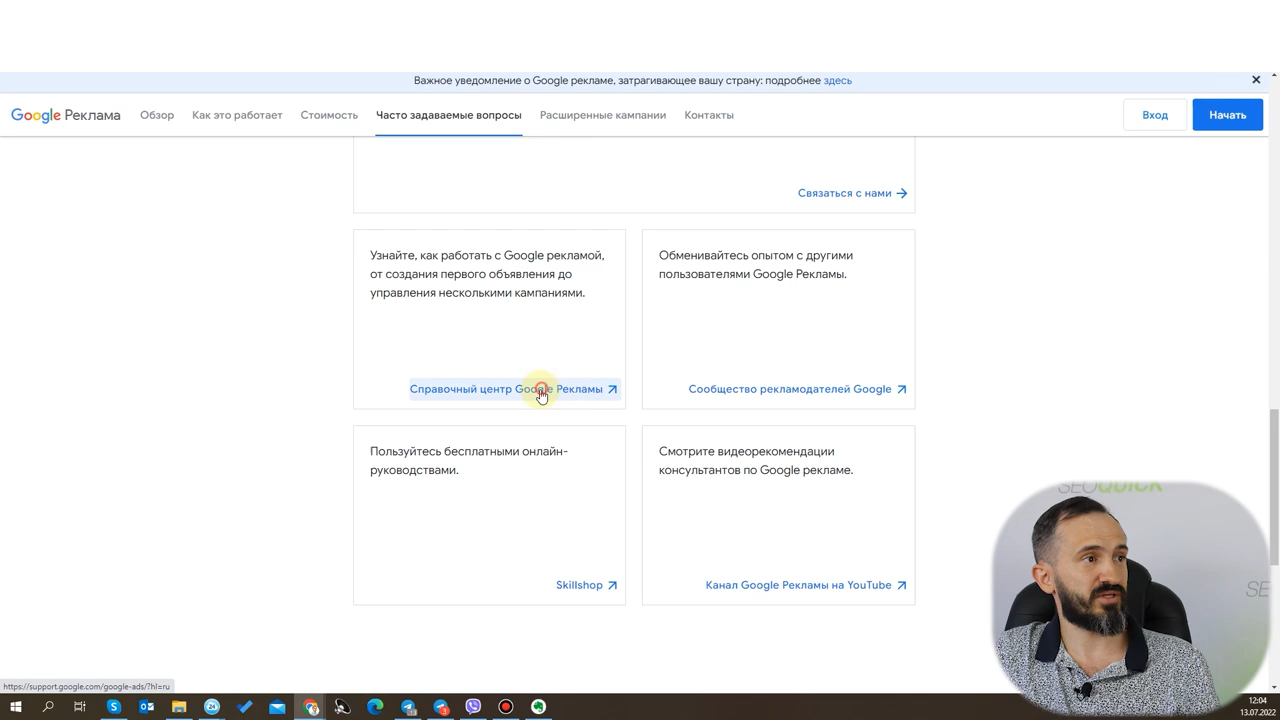 Важное уведомление о Google рекламе, затрагивающее вашу страну: подробнее здесь
Google Реклама
Обзор
Как это работает
Стоимость
Часто задаваемые вопросы
Расширенные кампании
Контакты
Вход
Начать
Связаться с нами
Узнайте, как работать с Google рекламой,
от создания первого объявления до
управления несколькими кампаниями.
Справочный центр Google Рекламы
Обменивайтесь опытом с другими
пользователями Google Рекламы.
Сообщество рекламодателей Google
Пользуйтесь бесплатными онлайн-
руководствами.
Skillshop
Смотрите видеорекомендации
консультантов по Google рекламе.
Канал Google Рекламы на YouTube
SEOQUICK
SE
https://support.google.com/google-ads/?hl=ru
24
12:04
13.07.2022